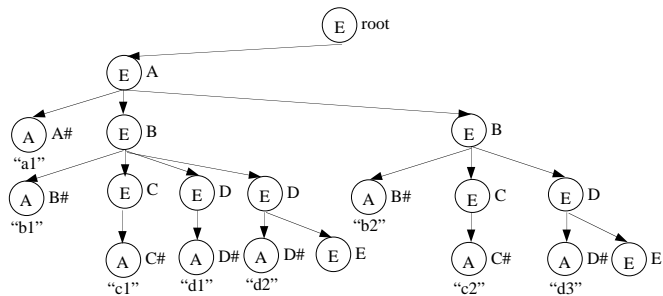 E root
E A
A A# E B E B
"a1"
A B# E C E D E D A B# E C E D
"b1" "b2"
A C# A D# A D# E E A C# A D# E E
"c1" "d1" "d2" "c2" "d3"